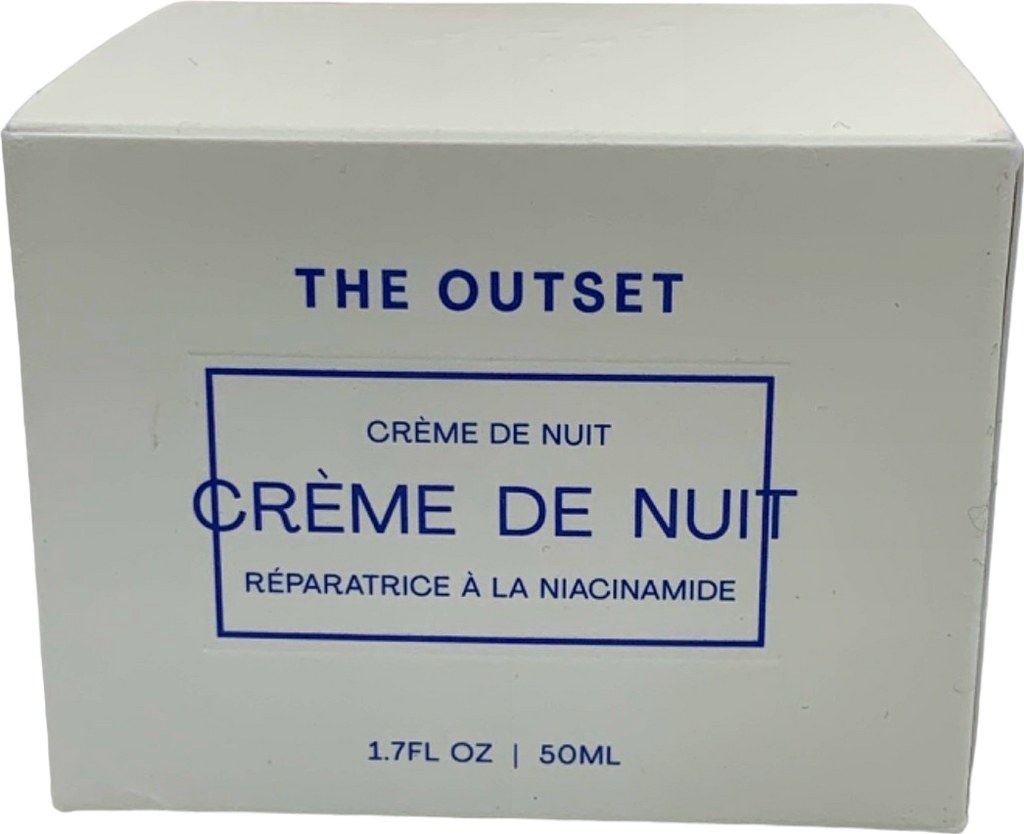 THE OUTSET
CRÈME DE NUIT
CRÈME DE NUIT
RÉPARATRICE À LA NIACINAMIDE
1.7FL OZ | 50ML